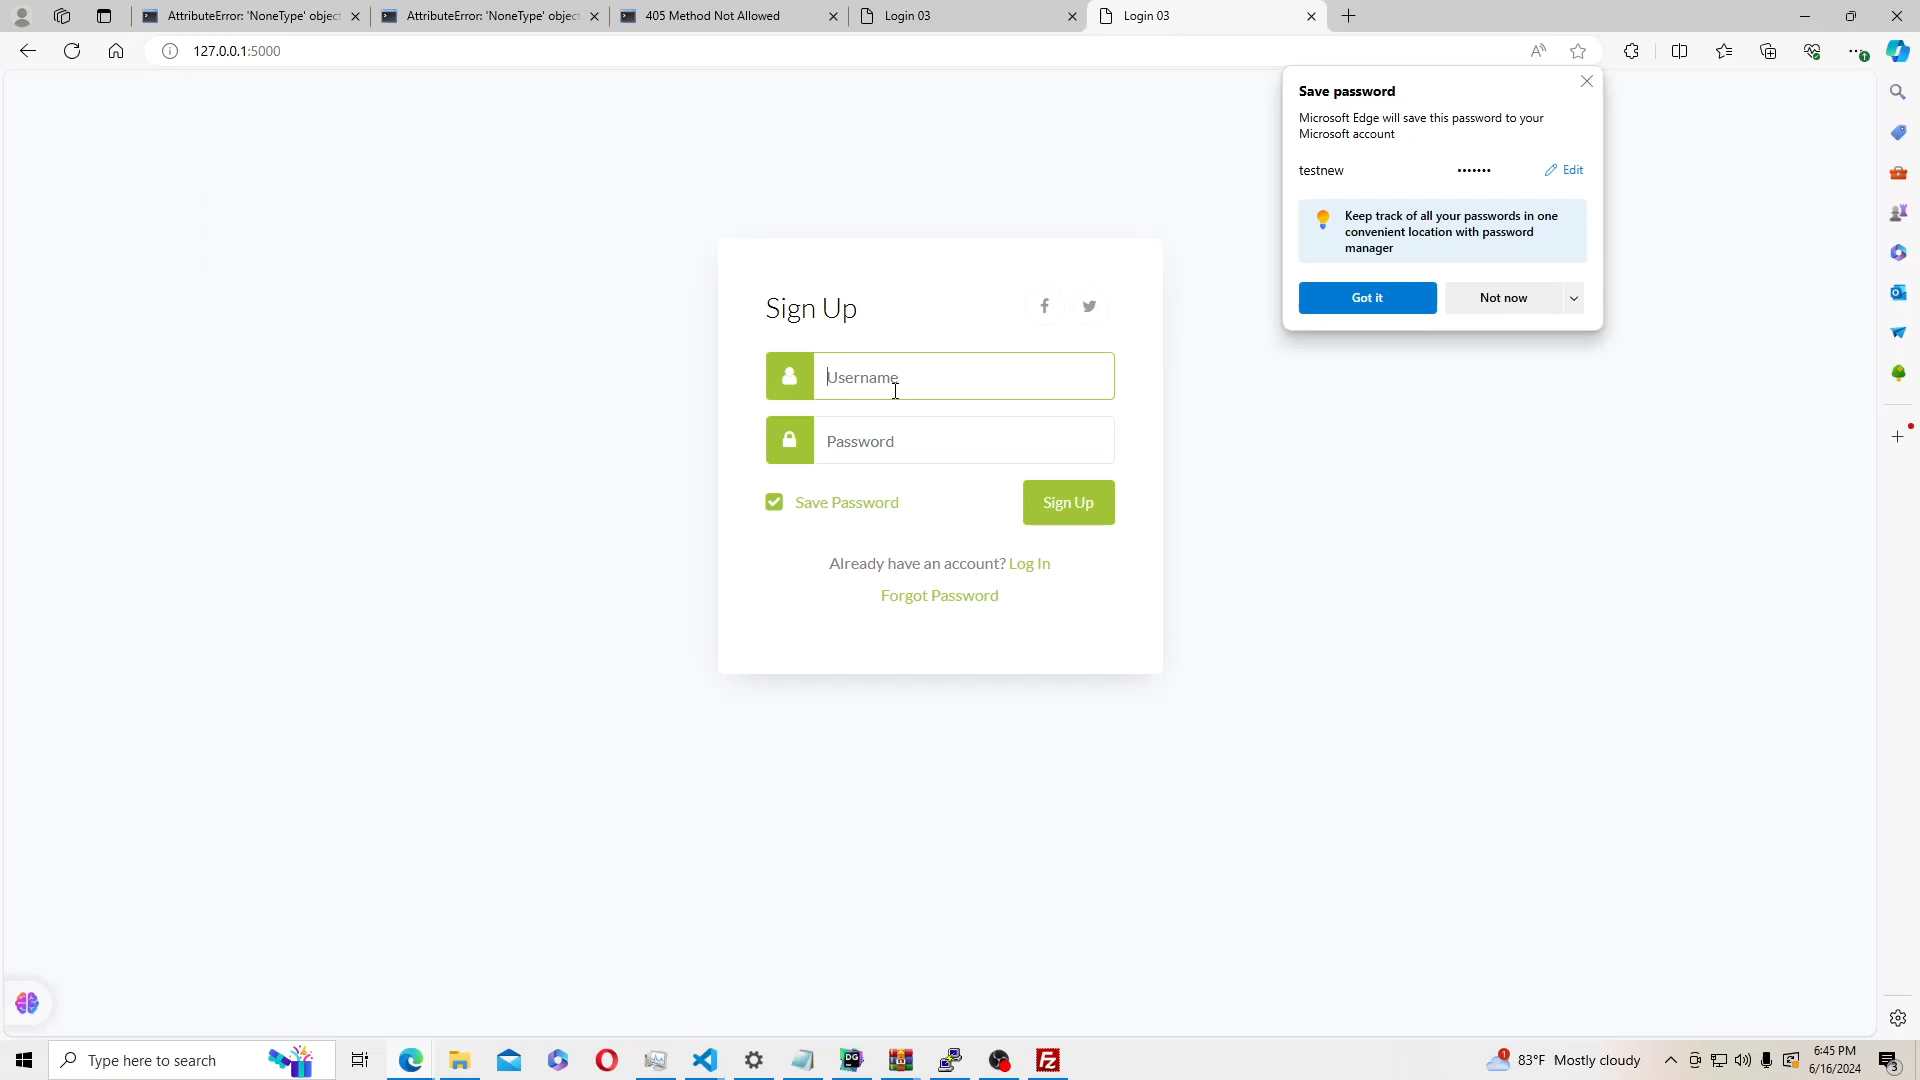 AttributeError: 'NoneType' object
AttributeError: 'NoneType' object
405 Method Not Allowed
Login 03
Login 03
127.0.0.1:5000
Save password
Microsoft Edge will save this password to your
Microsoft account
testnew
•••••••
Edit
Keep track of all your passwords in one
convenient location with password
manager
Got it
Not now
Sign Up
Username
Password
Save Password
Sign Up
Already have an account? Log In
Forgot Password
Type here to search
83°F Mostly cloudy
6:45 PM
6/16/2024